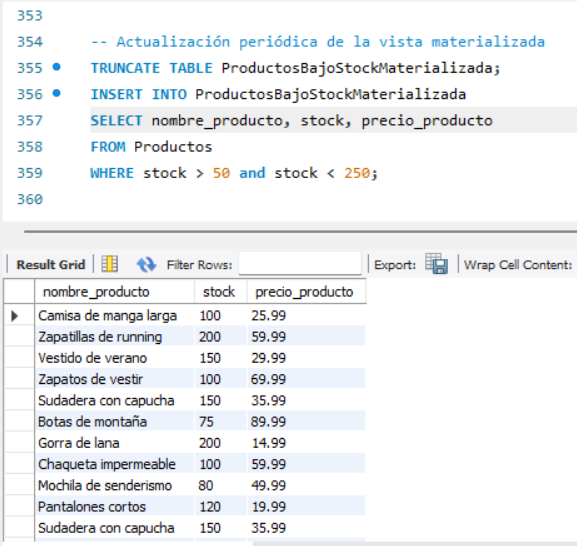 353
354 -- Actualización periódica de la vista materializada
355 TRUNCATE TABLE ProductosBajoStockMaterializada;
356 INSERT INTO ProductosBajoStockMaterializada
357 SELECT nombre_producto, stock, precio_producto
358 FROM Productos
359 WHERE stock > 50 and stock < 250;
360
Result Grid Filter Rows: Export: Wrap Cell Content:
nombre_producto stock precio_producto
Camisa de manga larga 100 25.99
Zapatillas de running 200 59.99
Vestido de verano 150 29.99
Zapatos de vestir 100 69.99
Sudadera con capucha 150 35.99
Botas de montaña 75 89.99
Gorra de lana 200 14.99
Chaqueta impermeable 100 59.99
Mochila de senderismo 80 49.99
Pantalones cortos 120 19.99
Sudadera con capucha 150 35.99